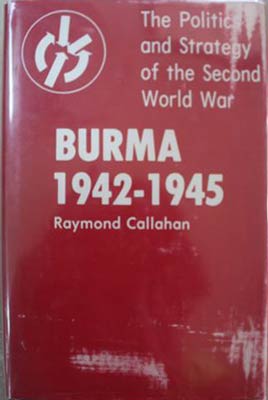 The Politics
and Strategy
of the Second
World War
BURMA
1942-1945
Raymond Callahan